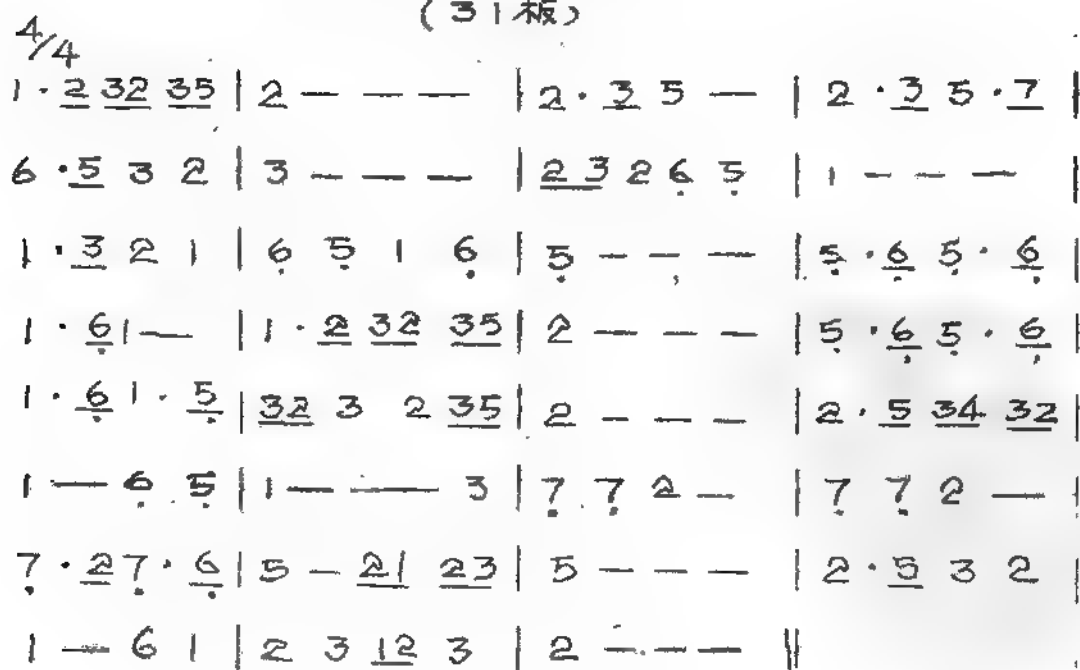 (31板)
4/4
1·2 32 35 | 2 — — — | 2·3 5 — | 2·3 5·7 |
6·5 3 2 | 3 — — — | 2 3 2 6̣ 5̣ | 1 — — — |
1·3 2 1 | 6̣ 5̣ 1 6̣ | 5̣ — — — | 5̣·6̣ 5̣·6̣ |
1·6̣ 1 — | 1·2 32 35 | 2 — — — | 5̣·6̣ 5̣·6̣ |
1·6̣ 1·5̣ | 32 3 2 35 | 2 — — — | 2·5 34 32 |
1 — 6̣ 5̣ | 1 — — 3 | 7̣ 7̣ 2 — | 7̣ 7̣ 2 — |
7̣·2 7̣·6̣ | 5 — 21 23 | 5 — — — | 2·5 3 2 |
1 — 6 1 | 2 3 12 3 | 2 — — — ‖